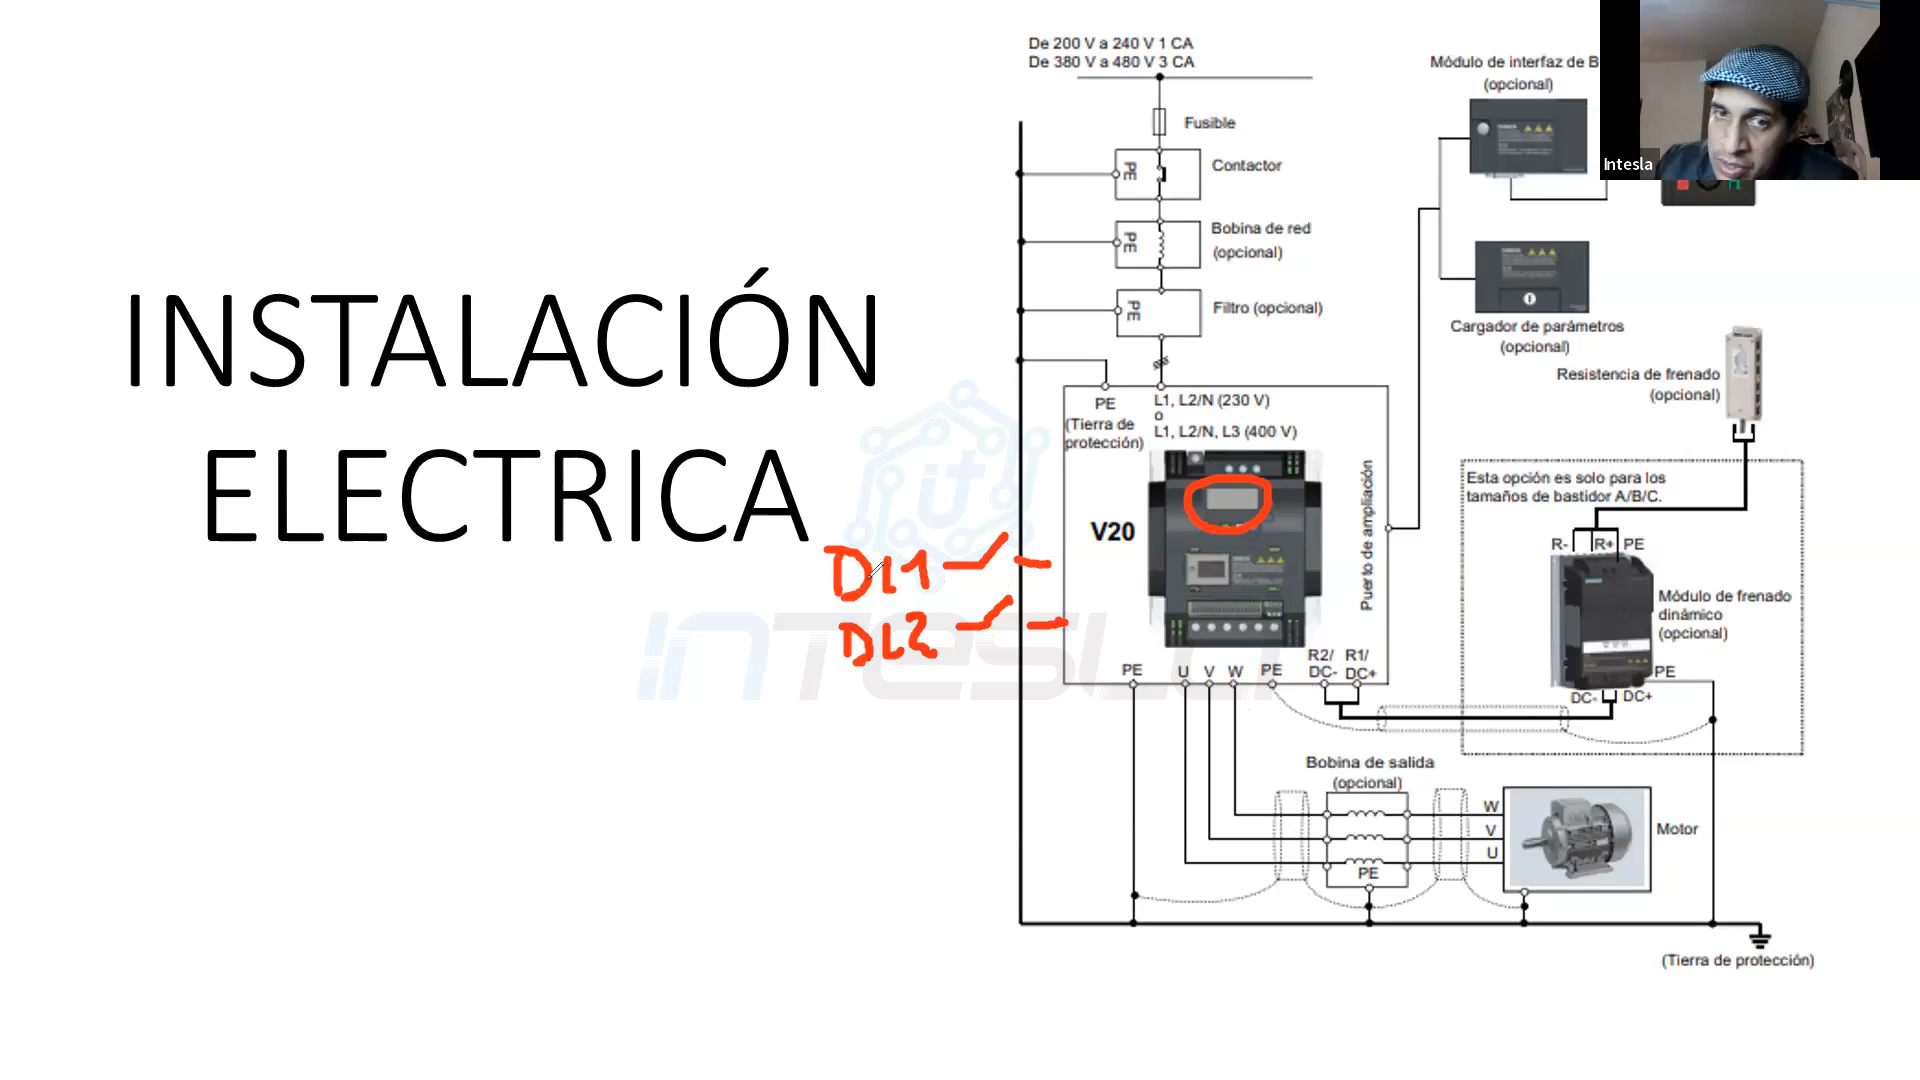 INSTALACIÓN
ELECTRICA
De 200 V a 240 V 1 CA
De 380 V a 480 V 3 CA
Fusible
PE
Contactor
PE
Bobina de red
(opcional)
PE
Filtro (opcional)
PE
(Tierra de
protección)
L1, L2/N (230 V)
o
L1, L2/N, L3 (400 V)
V20
Puerto de ampliación
DI1
DI2
it
INTESLA
PE
U
V
W
PE
R2/
DC-
R1/
DC+
Módulo de interfaz de B
(opcional)
Intesla
Cargador de parámetros
(opcional)
Resistencia de frenado
(opcional)
Esta opción es solo para los
tamaños de bastidor A/B/C.
R-
R+
PE
Módulo de frenado
dinámico
(opcional)
PE
DC-
DC+
Bobina de salida
(opcional)
PE
W
V
U
Motor
(Tierra de protección)